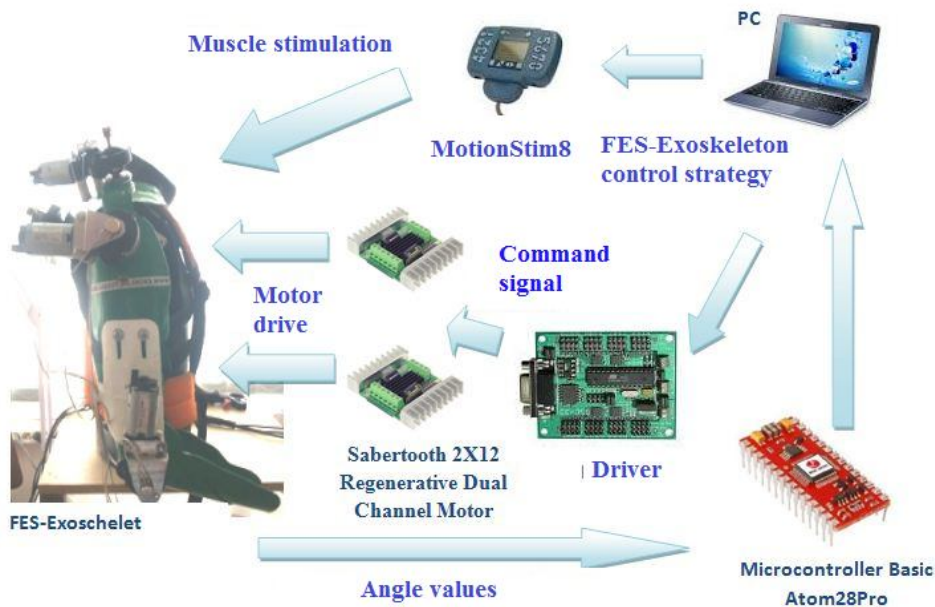 PC
Muscle stimulation
MotionStim8
FES-Exoskeleton
control strategy
Command
signal
Motor
drive
Driver
Sabertooth 2X12
Regenerative Dual
Channel Motor
FES-Exoschelet
Angle values
Microcontroller Basic
Atom28Pro